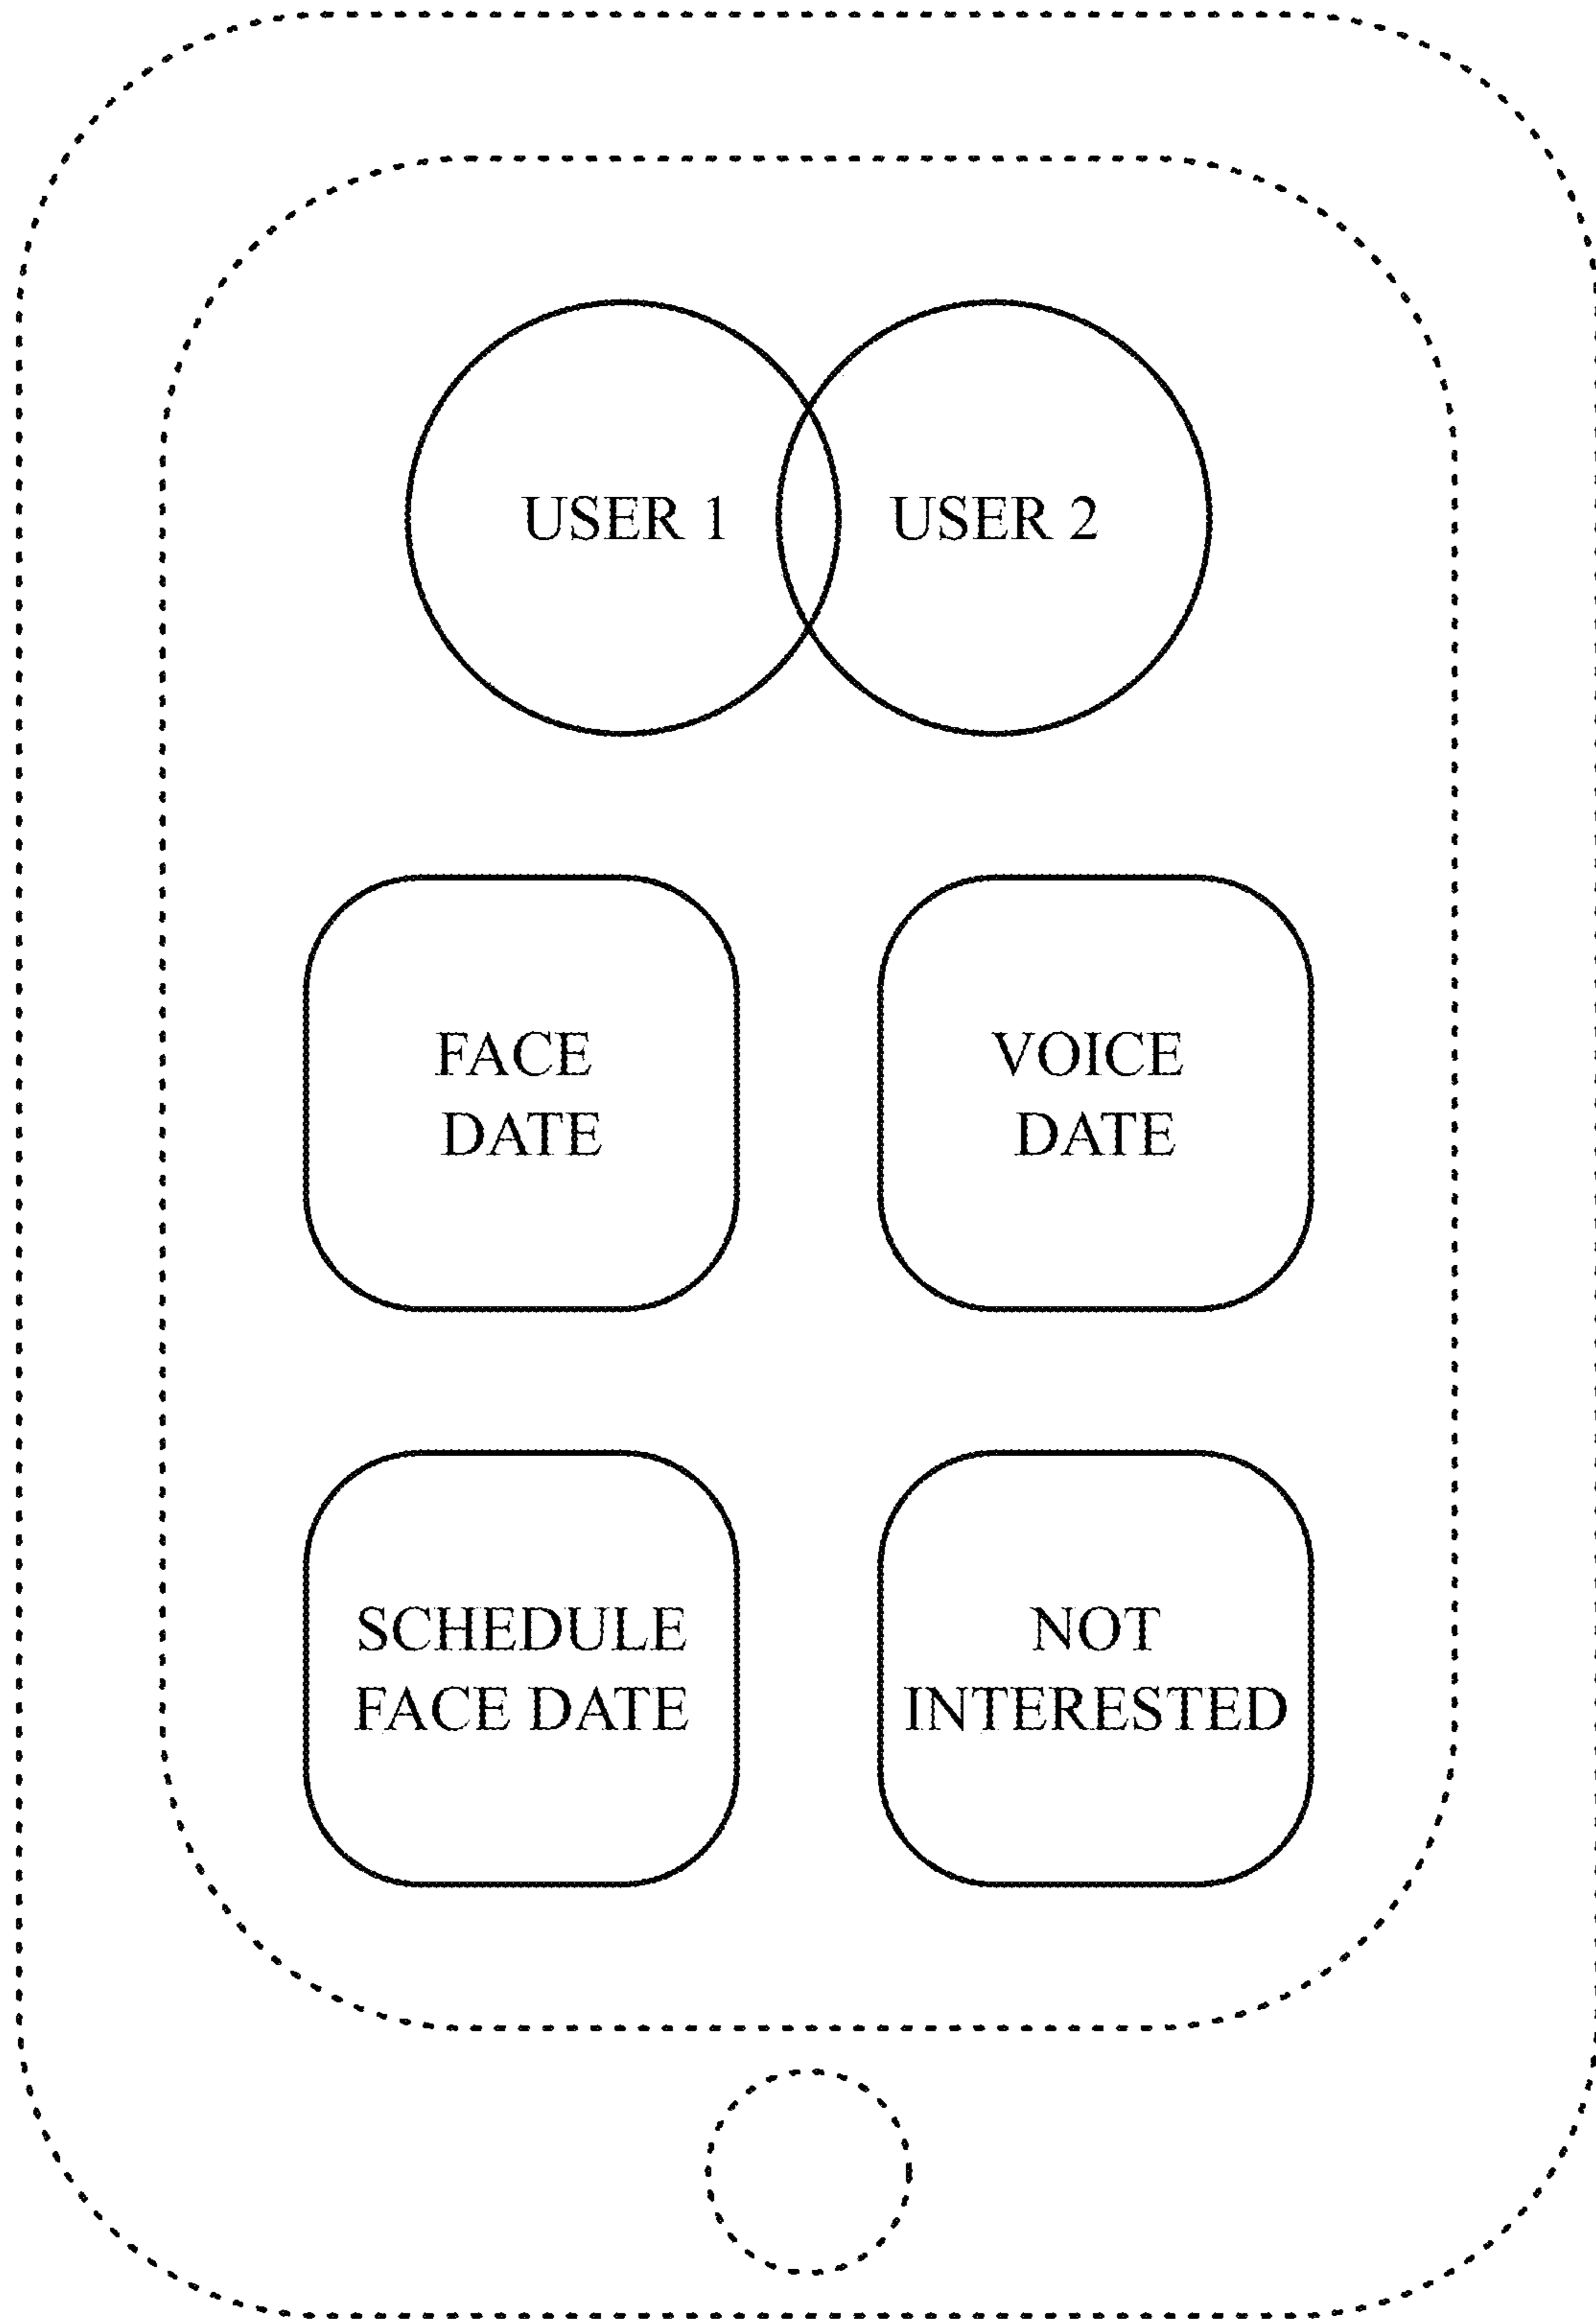 USER 1 USER 2
FACE
DATE
VOICE
DATE
SCHEDULE
FACE DATE
NOT
INTERESTED